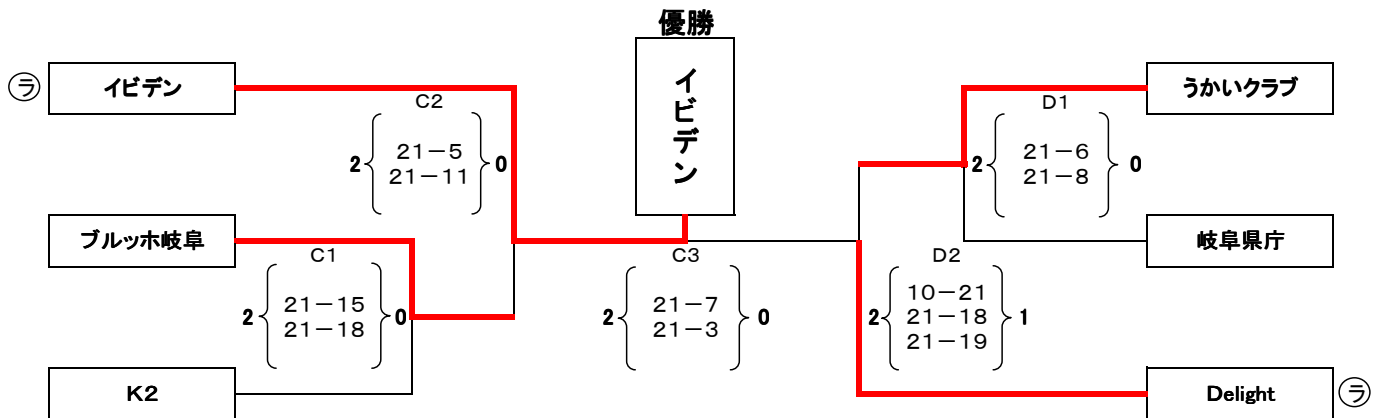 優勝
イビデン
㋶
イビデン
C2
2
21－5
21－11
0
ブルッホ岐阜
C1
2
21－15
21－18
0
K2
C3
2
21－7
21－3
0
うかいクラブ
D1
2
21－6
21－8
0
岐阜県庁
D2
2
10－21
21－18
21－19
1
Delight
㋶